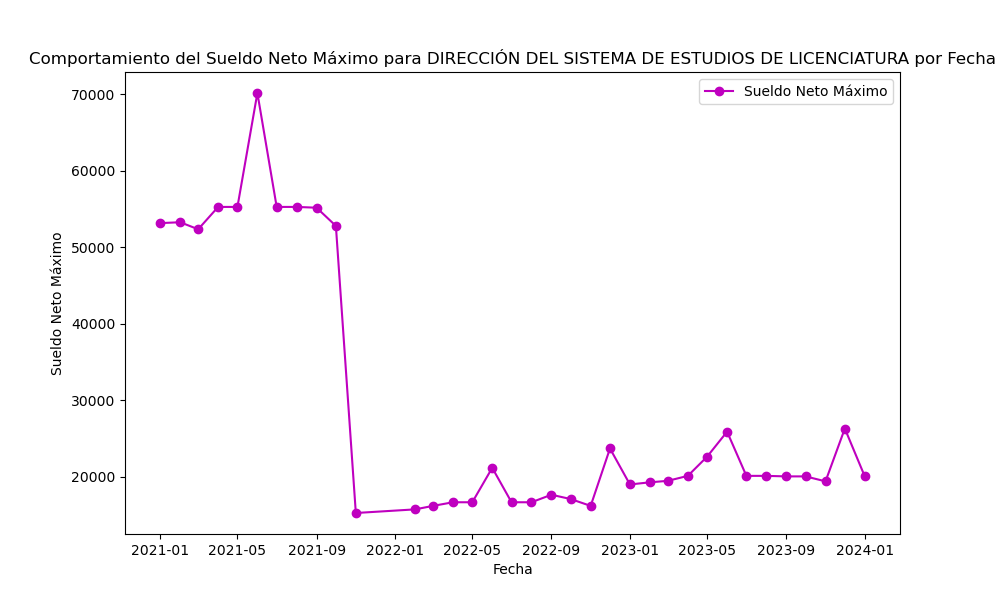 Comportamiento del Sueldo Neto Máximo para DIRECCIÓN DEL SISTEMA DE ESTUDIOS DE LICENCIATURA por Fecha
Sueldo Neto Máximo
70000
60000
50000
40000
30000
20000
Sueldo Neto Máximo
2021-01 2021-05 2021-09 2022-01 2022-05 2022-09 2023-01 2023-05 2023-09 2024-01
Fecha